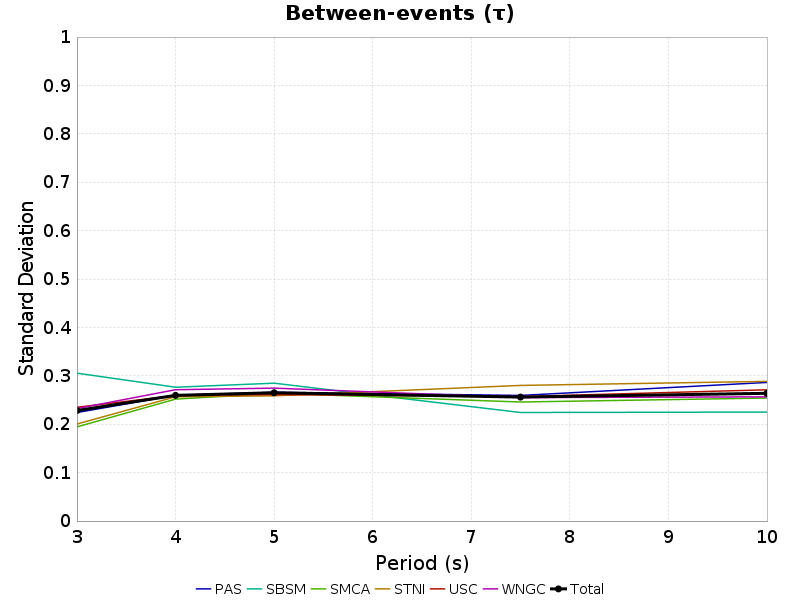 Between-events (τ)
1
0.9
0.8
0.7
0.6
0.5
0.4
0.3
0.2
0.1
0
Standard Deviation
3 4 5 6 7 8 9 10
Period (s)
PAS SBSM SMCA STNI USC WNGC Total